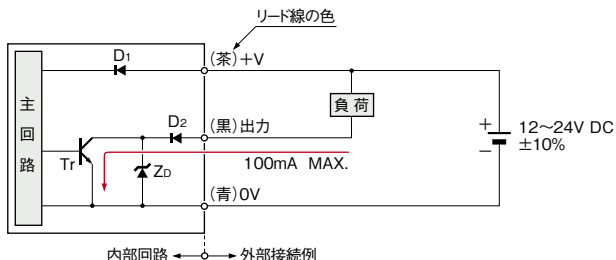 リード線の色
D1
(茶)+V
主回路
負荷
D2
(黒)出力
+
12〜24V DC
−
±10%
Tr
ZD
100mA MAX.
(青)0V
内部回路
外部接続例